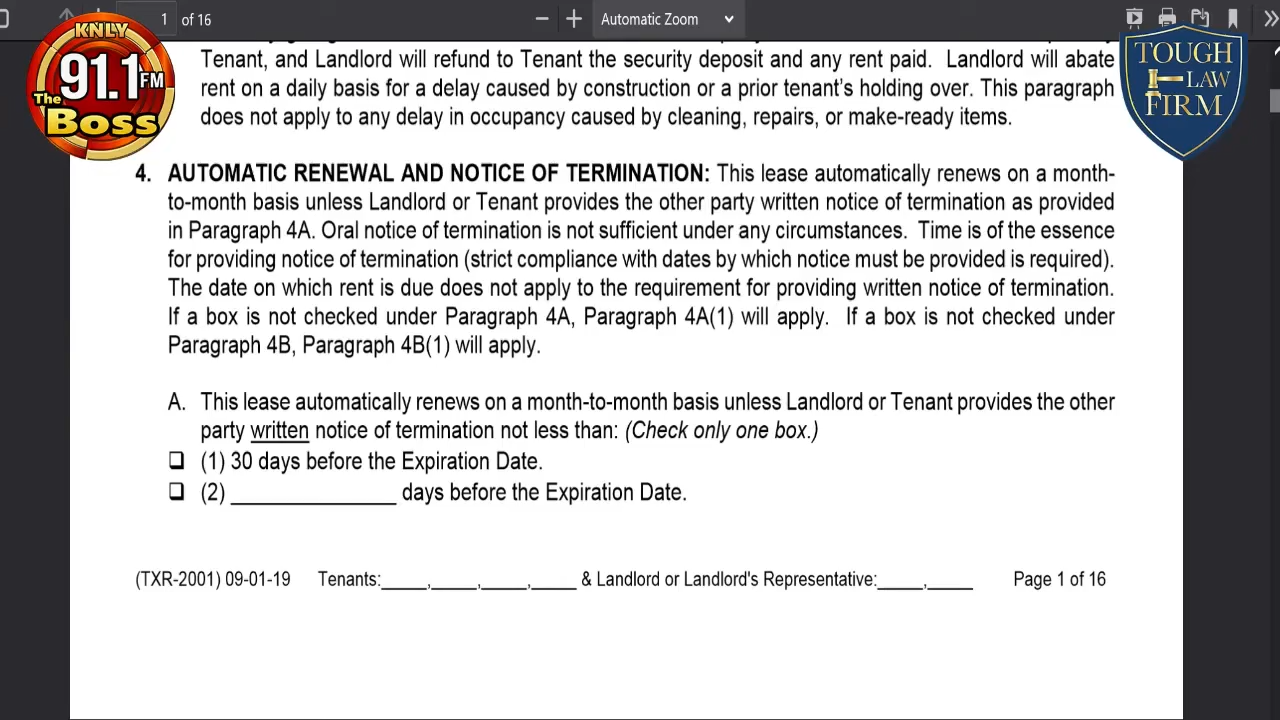 1 of 16
Automatic Zoom
KNLY
91.1 FM
The Boss
TOUGH
LAW
FIRM
Tenant, and Landlord will refund to Tenant the security deposit and any rent paid. Landlord will abate
rent on a daily basis for a delay caused by construction or a prior tenant's holding over. This paragraph
does not apply to any delay in occupancy caused by cleaning, repairs, or make-ready items.
4. AUTOMATIC RENEWAL AND NOTICE OF TERMINATION: This lease automatically renews on a month-
to-month basis unless Landlord or Tenant provides the other party written notice of termination as provided
in Paragraph 4A. Oral notice of termination is not sufficient under any circumstances. Time is of the essence
for providing notice of termination (strict compliance with dates by which notice must be provided is required).
The date on which rent is due does not apply to the requirement for providing written notice of termination.
If a box is not checked under Paragraph 4A, Paragraph 4A(1) will apply. If a box is not checked under
Paragraph 4B, Paragraph 4B(1) will apply.
A. This lease automatically renews on a month-to-month basis unless Landlord or Tenant provides the other
party written notice of termination not less than: (Check only one box.)
❑ (1) 30 days before the Expiration Date.
❑ (2) _______________ days before the Expiration Date.
(TXR-2001) 09-01-19 Tenants:_____,_____,_____,_____ & Landlord or Landlord's Representative:_____,_____ Page 1 of 16